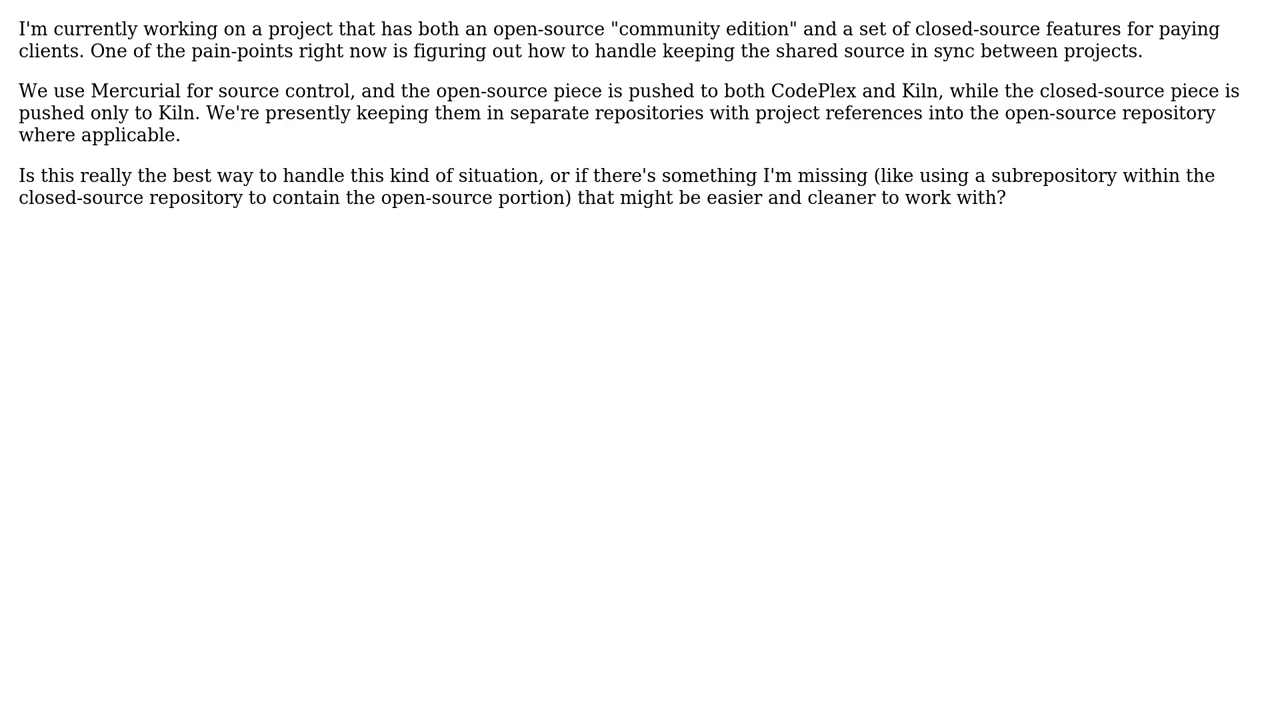 I'm currently working on a project that has both an open-source "community edition" and a set of closed-source features for paying
clients. One of the pain-points right now is figuring out how to handle keeping the shared source in sync between projects.
We use Mercurial for source control, and the open-source piece is pushed to both CodePlex and Kiln, while the closed-source piece is
pushed only to Kiln. We're presently keeping them in separate repositories with project references into the open-source repository
where applicable.
Is this really the best way to handle this kind of situation, or if there's something I'm missing (like using a subrepository within the
closed-source repository to contain the open-source portion) that might be easier and cleaner to work with?